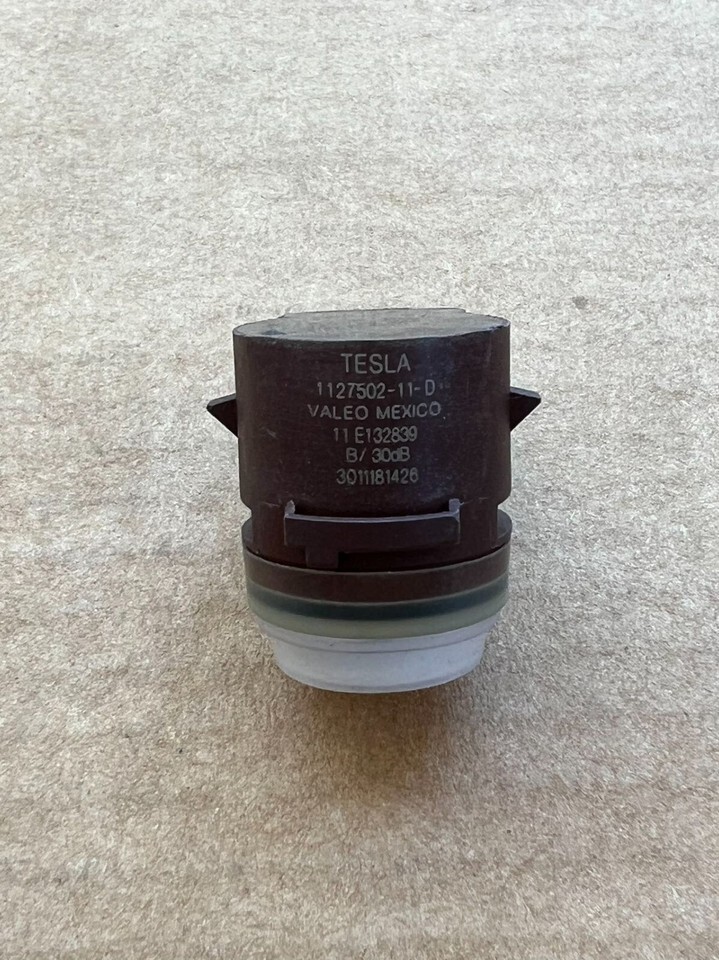 TESLA
1127502-11-D
VALEO MEXICO
11 E132839
B/ 30dB
3011181426